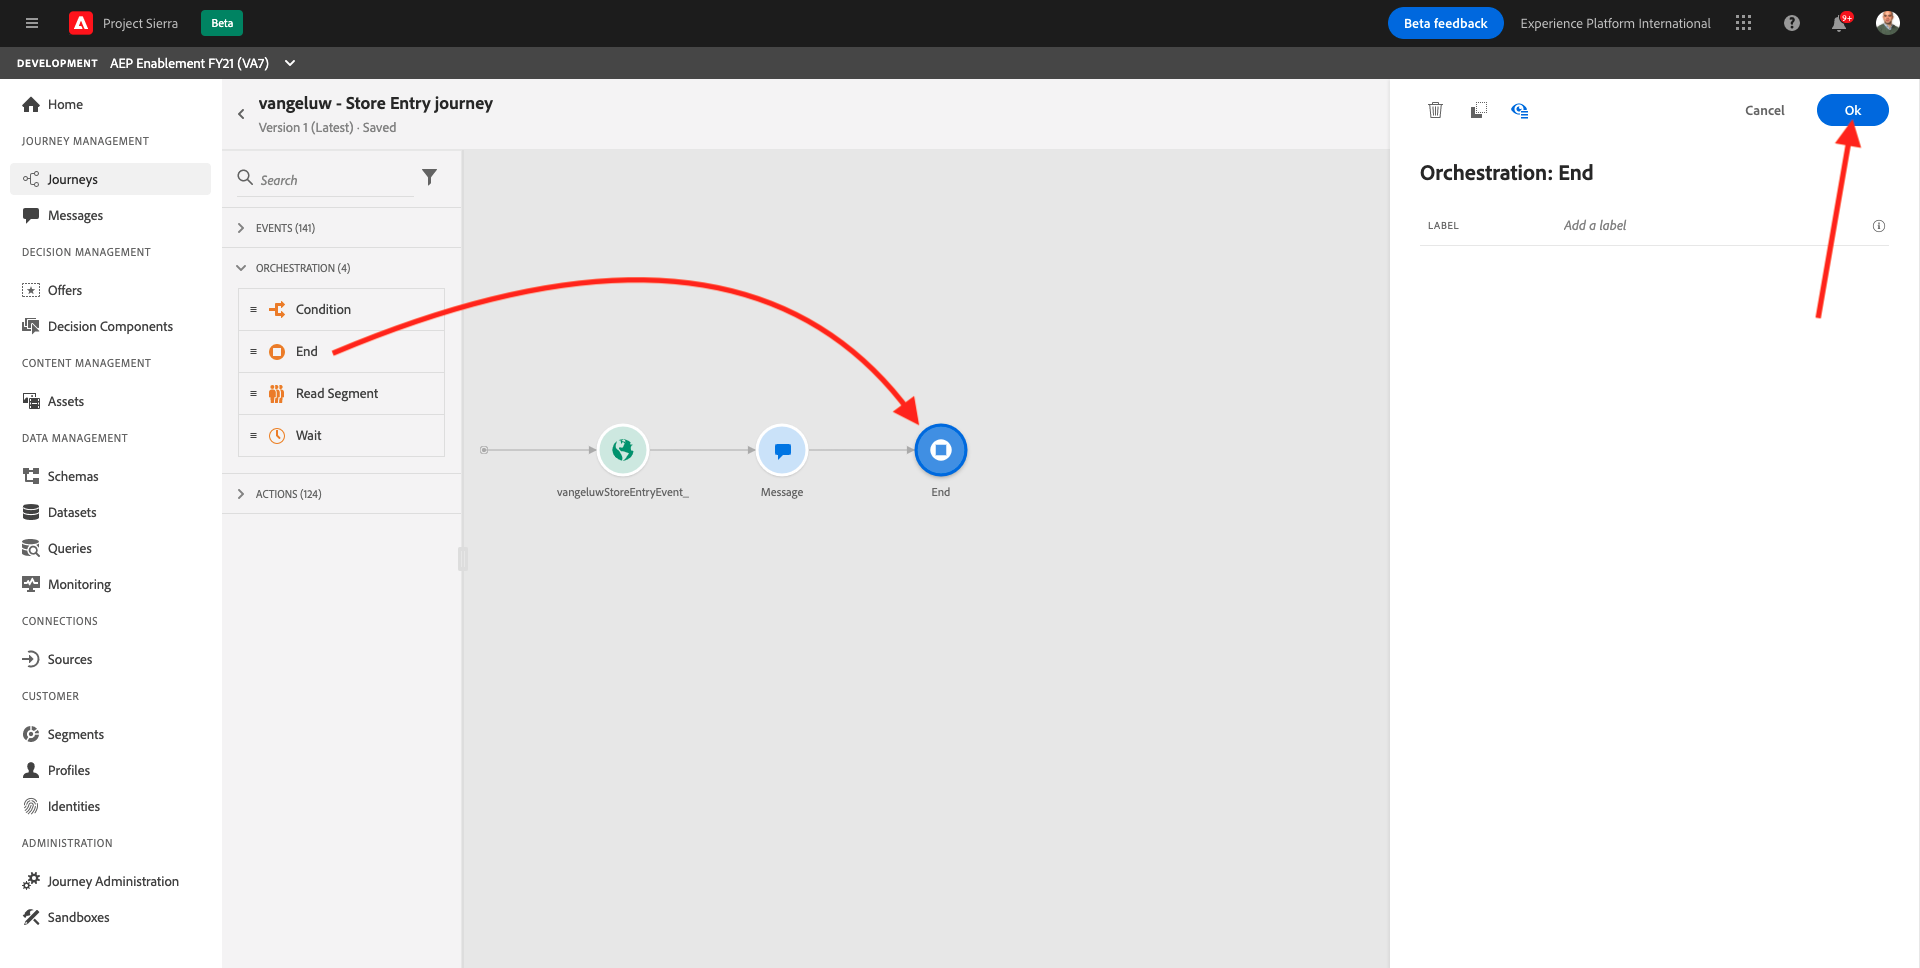 Project Sierra
Beta
Beta feedback
Experience Platform International
9+
DEVELOPMENT AEP Enablement FY21 (VA7)
Home
JOURNEY MANAGEMENT
Journeys
Messages
DECISION MANAGEMENT
Offers
Decision Components
CONTENT MANAGEMENT
Assets
DATA MANAGEMENT
Schemas
Datasets
Queries
Monitoring
CONNECTIONS
Sources
CUSTOMER
Segments
Profiles
Identities
ADMINISTRATION
Journey Administration
Sandboxes
vangeluw - Store Entry journey
Version 1 (Latest) · Saved
Search
EVENTS (141)
ORCHESTRATION (4)
Condition
End
Read Segment
Wait
ACTIONS (124)
vangeluwStoreEntryEvent_
Message
End
Cancel
Ok
Orchestration: End
LABEL
Add a label